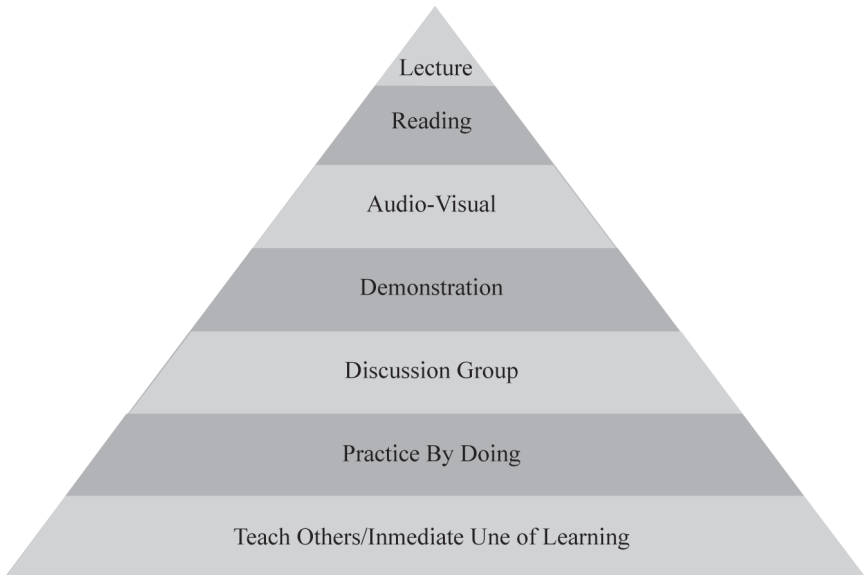 Lecture
Reading
Audio-Visual
Demonstration
Discussion Group
Practice By Doing
Teach Others/Inmediate Une of Learning